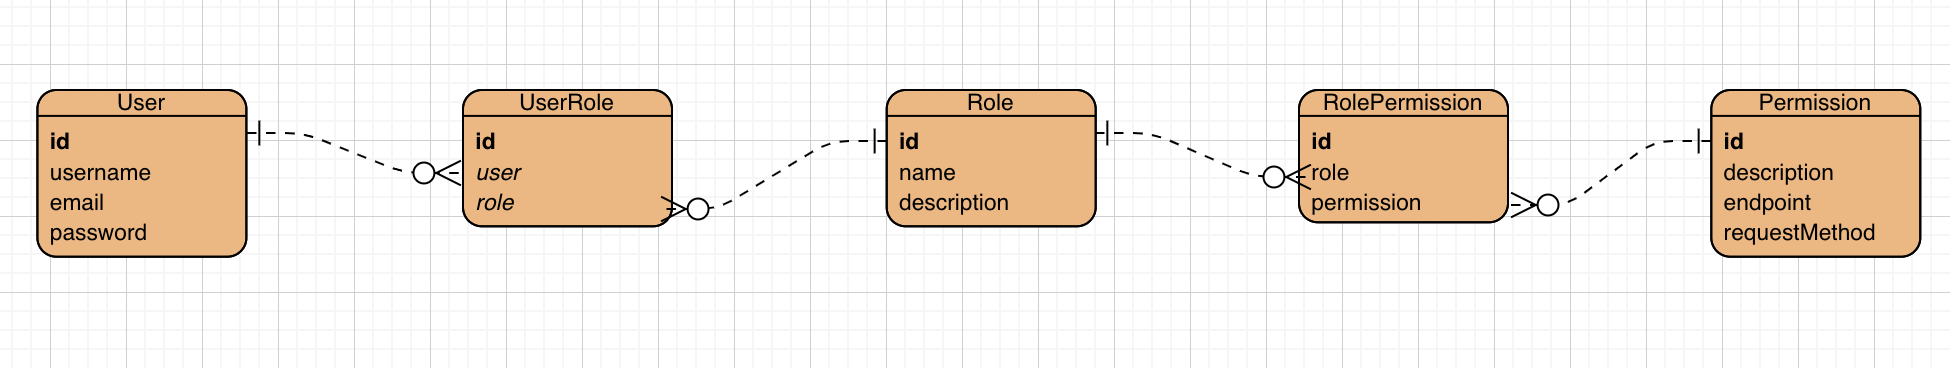 User
id
username
email
password
UserRole
id
user
role
Role
id
name
description
RolePermission
id
role
permission
Permission
id
description
endpoint
requestMethod